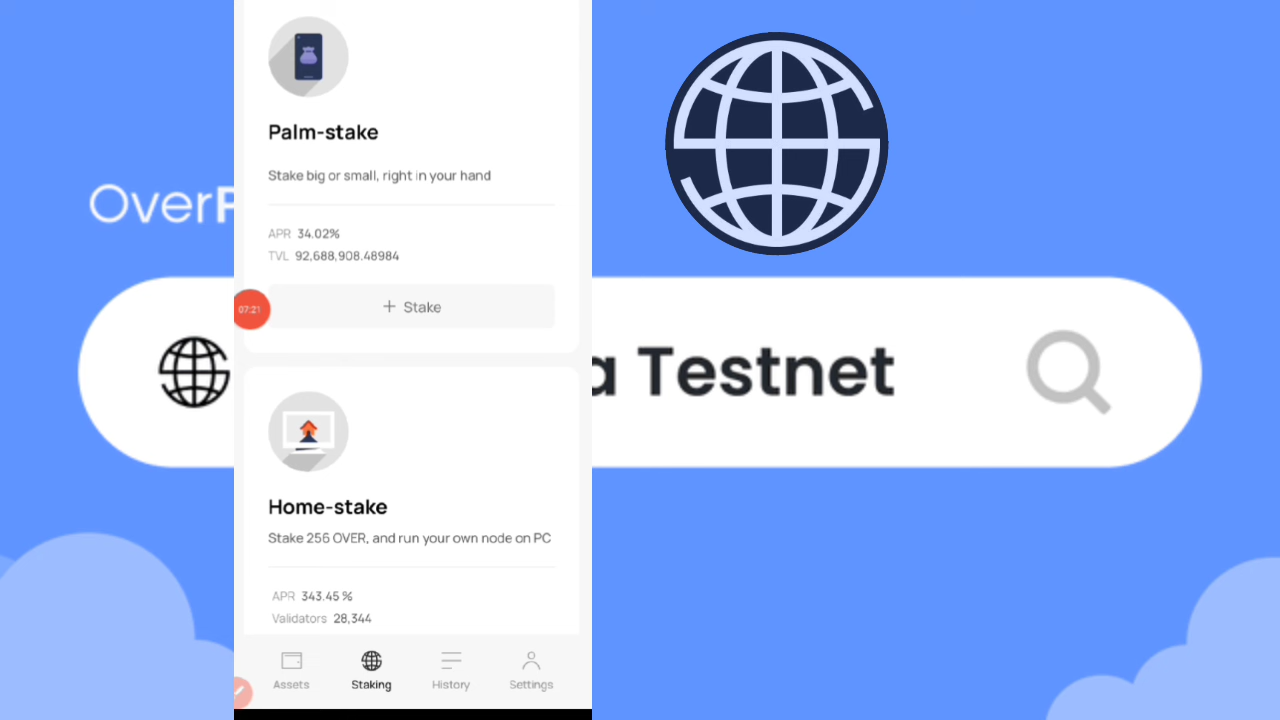 OverP
a Testnet
Palm-stake
Stake big or small, right in your hand
APR 34.02%
TVL 92,688,908.48984
+ Stake
07:21
Home-stake
Stake 256 OVER, and run your own node on PC
APR 343.45 %
Validators 28,344
Assets
Staking
History
Settings